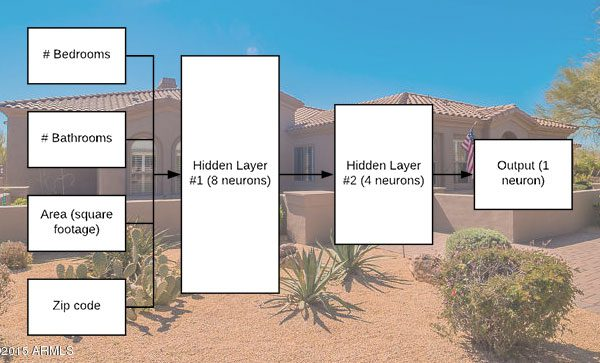 # Bedrooms
# Bathrooms
Area (square
footage)
Zip code
Hidden Layer
#1 (8 neurons)
Hidden Layer
#2 (4 neurons)
Output (1
neuron)
2015 ARMLS